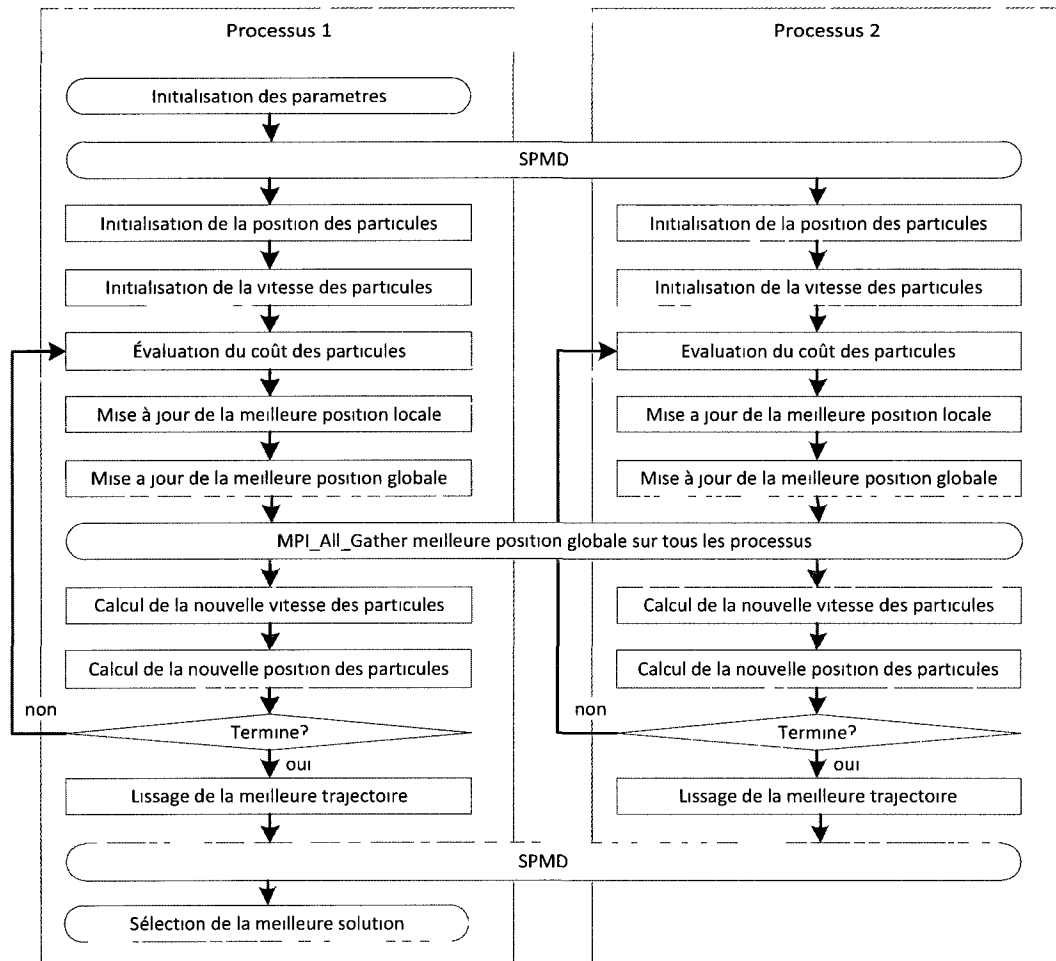 Processus 1
Processus 2
Initialisation des parametres
SPMD
Initialisation de la position des particules
Initialisation de la position des particules
Initialisation de la vitesse des particules
Initialisation de la vitesse des particules
Évaluation du coût des particules
Evaluation du coût des particules
Mise à jour de la meilleure position locale
Mise a jour de la meilleure position locale
Mise a jour de la meilleure position globale
Mise à jour de la meilleure position globale
MPI_All_Gather meilleure position globale sur tous les processus
Calcul de la nouvelle vitesse des particules
Calcul de la nouvelle vitesse des particules
Calcul de la nouvelle position des particules
Calcul de la nouvelle position des particules
non
Termine?
non
Termine?
oui
oui
Lissage de la meilleure trajectoire
Lissage de la meilleure trajectoire
SPMD
Sélection de la meilleure solution